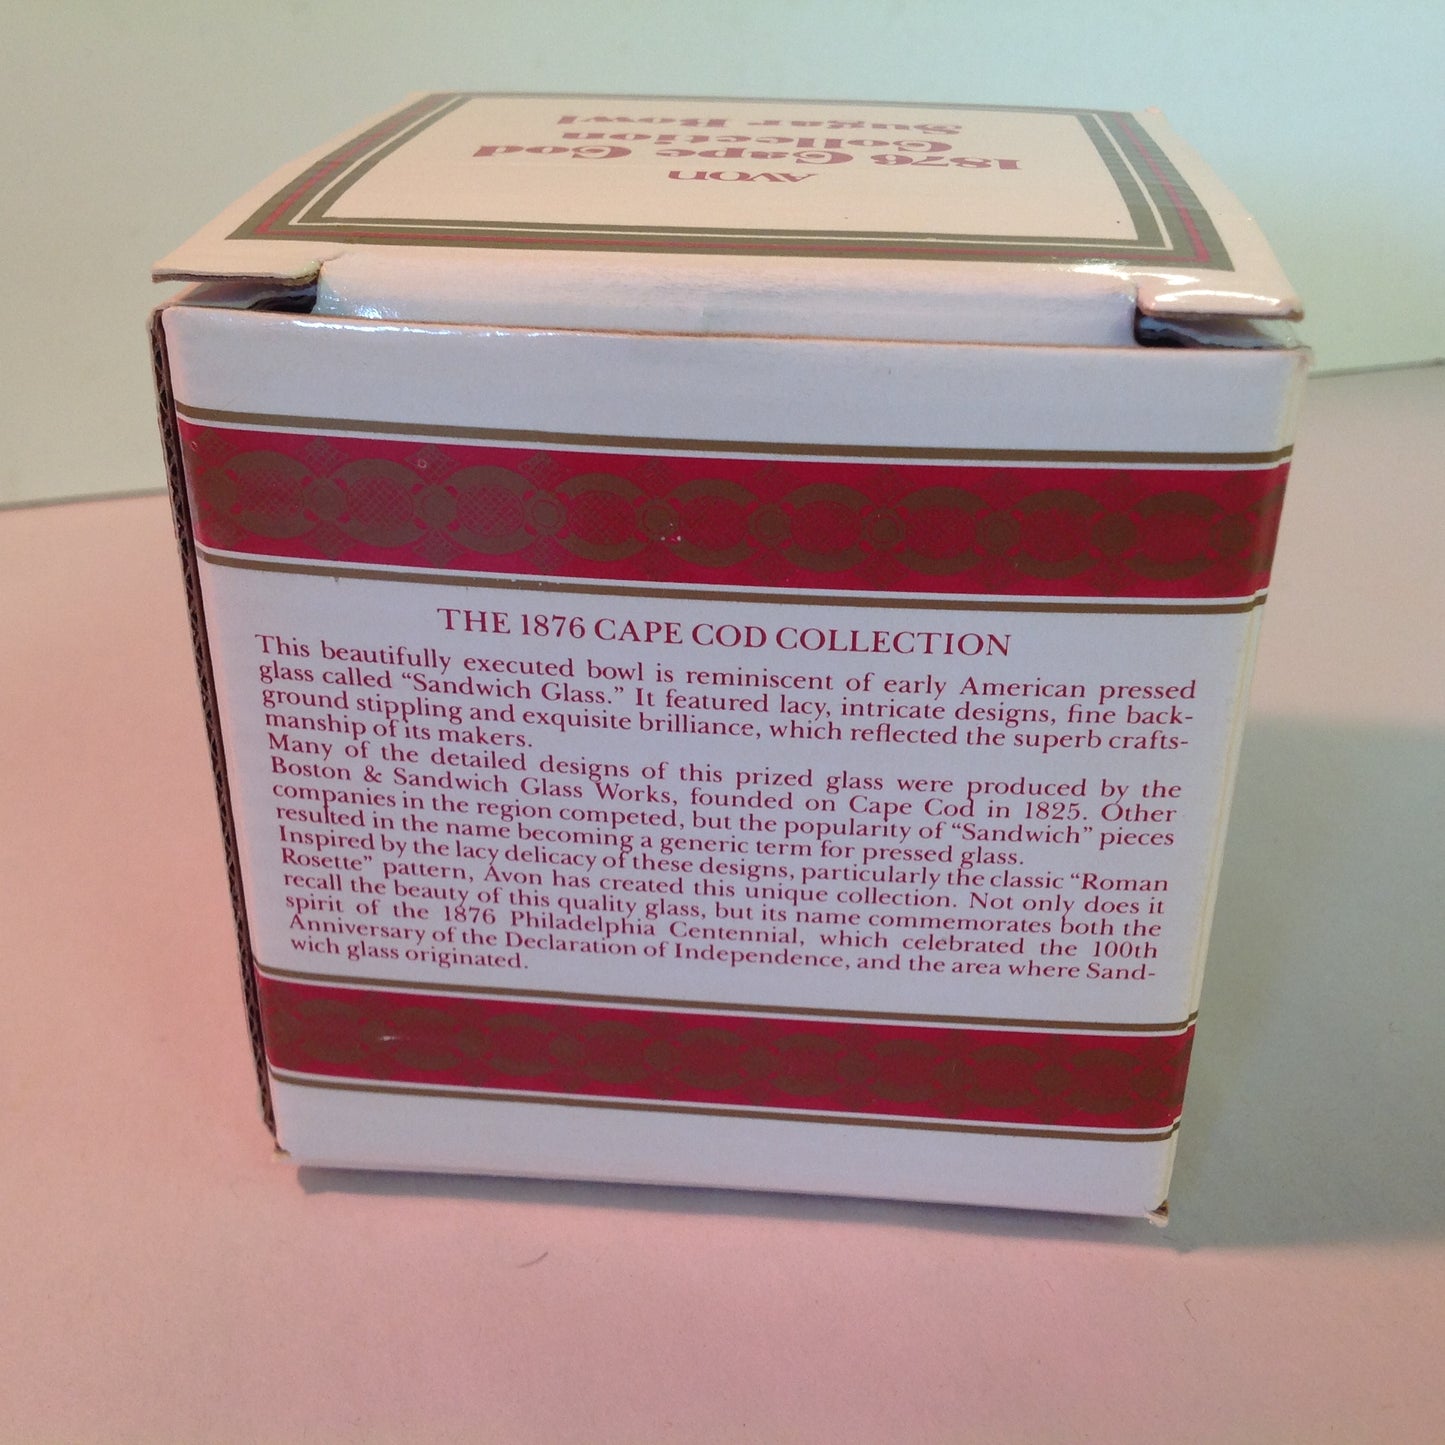 AVON
1876 Cape Cod
Collection
Sugar Bowl
THE 1876 CAPE COD COLLECTION
This beautifully executed bowl is reminiscent of early American pressed
glass called “Sandwich Glass.” It featured lacy, intricate designs, fine back-
ground stippling and exquisite brilliance, which reflected the superb crafts-
manship of its makers.
Many of the detailed designs of this prized glass were produced by the
Boston & Sandwich Glass Works, founded on Cape Cod in 1825. Other
companies in the region competed, but the popularity of “Sandwich” pieces
resulted in the name becoming a generic term for pressed glass.
Inspired by the lacy delicacy of these designs, particularly the classic “Roman
Rosette” pattern, Avon has created this unique collection. Not only does it
recall the beauty of this quality glass, but its name commemorates both the
spirit of the 1876 Philadelphia Centennial, which celebrated the 100th
Anniversary of the Declaration of Independence, and the area where Sand-
wich glass originated.